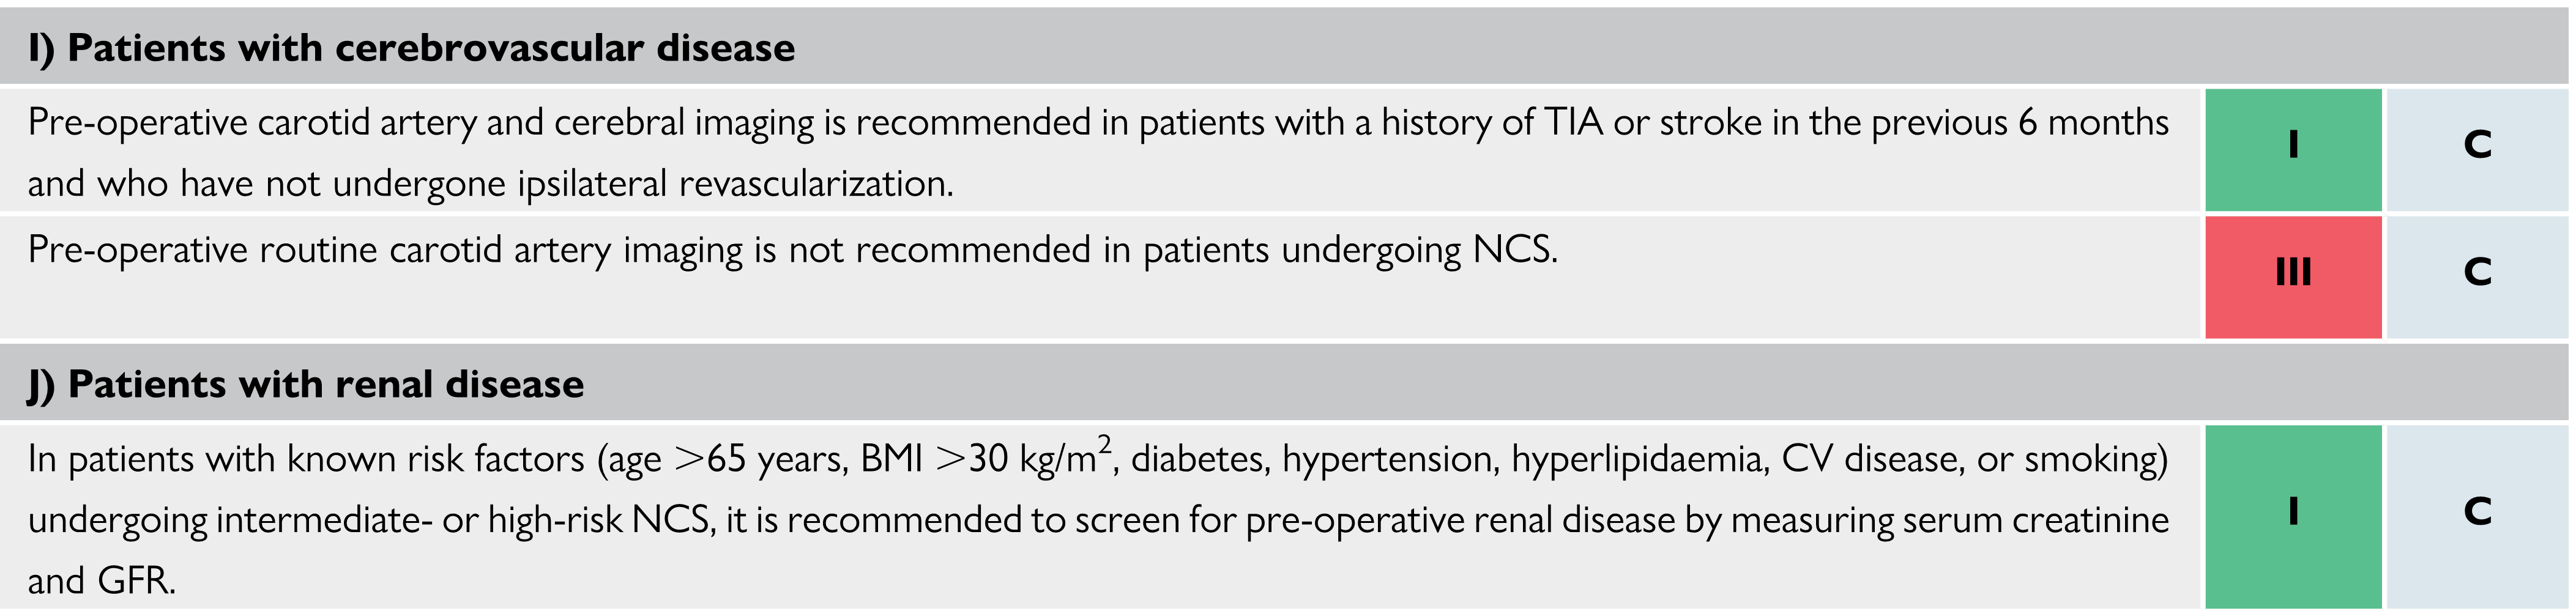 I) Patients with cerebrovascular disease
Pre-operative carotid artery and cerebral imaging is recommended in patients with a history of TIA or stroke in the previous 6 months
and who have not undergone ipsilateral revascularization.
I
C
Pre-operative routine carotid artery imaging is not recommended in patients undergoing NCS.
III
C
J) Patients with renal disease
In patients with known risk factors (age >65 years, BMI >30 kg/m², diabetes, hypertension, hyperlipidaemia, CV disease, or smoking)
undergoing intermediate- or high-risk NCS, it is recommended to screen for pre-operative renal disease by measuring serum creatinine
and GFR.
I
C